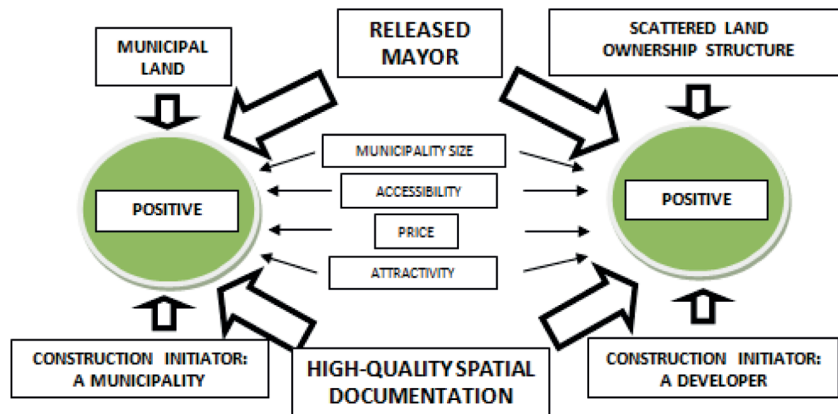 MUNICIPAL
LAND
RELEASED
MAYOR
SCATTERED LAND
OWNERSHIP STRUCTURE
MUNICIPALITY SIZE
ACCESSIBILITY
POSITIVE
POSITIVE
PRICE
ATTRACTIVITY
CONSTRUCTION INITIATOR:
A MUNICIPALITY
HIGH-QUALITY SPATIAL
DOCUMENTATION
CONSTRUCTION INITIATOR:
A DEVELOPER